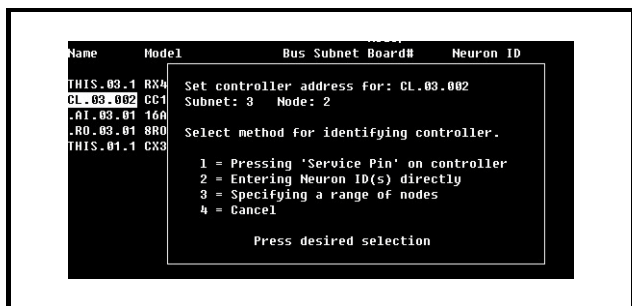 Name Model Bus Subnet Board# Neuron ID
THIS.03.1 RX4
CL.03.002 CC1
.AI.03.01 16A
.RO.03.01 8RO
THIS.01.1 CX3
Set controller address for: CL.03.002
Subnet: 3 Node: 2
Select method for identifying controller.
1 = Pressing 'Service Pin' on controller
2 = Entering Neuron ID(s) directly
3 = Specifying a range of nodes
4 = Cancel
Press desired selection